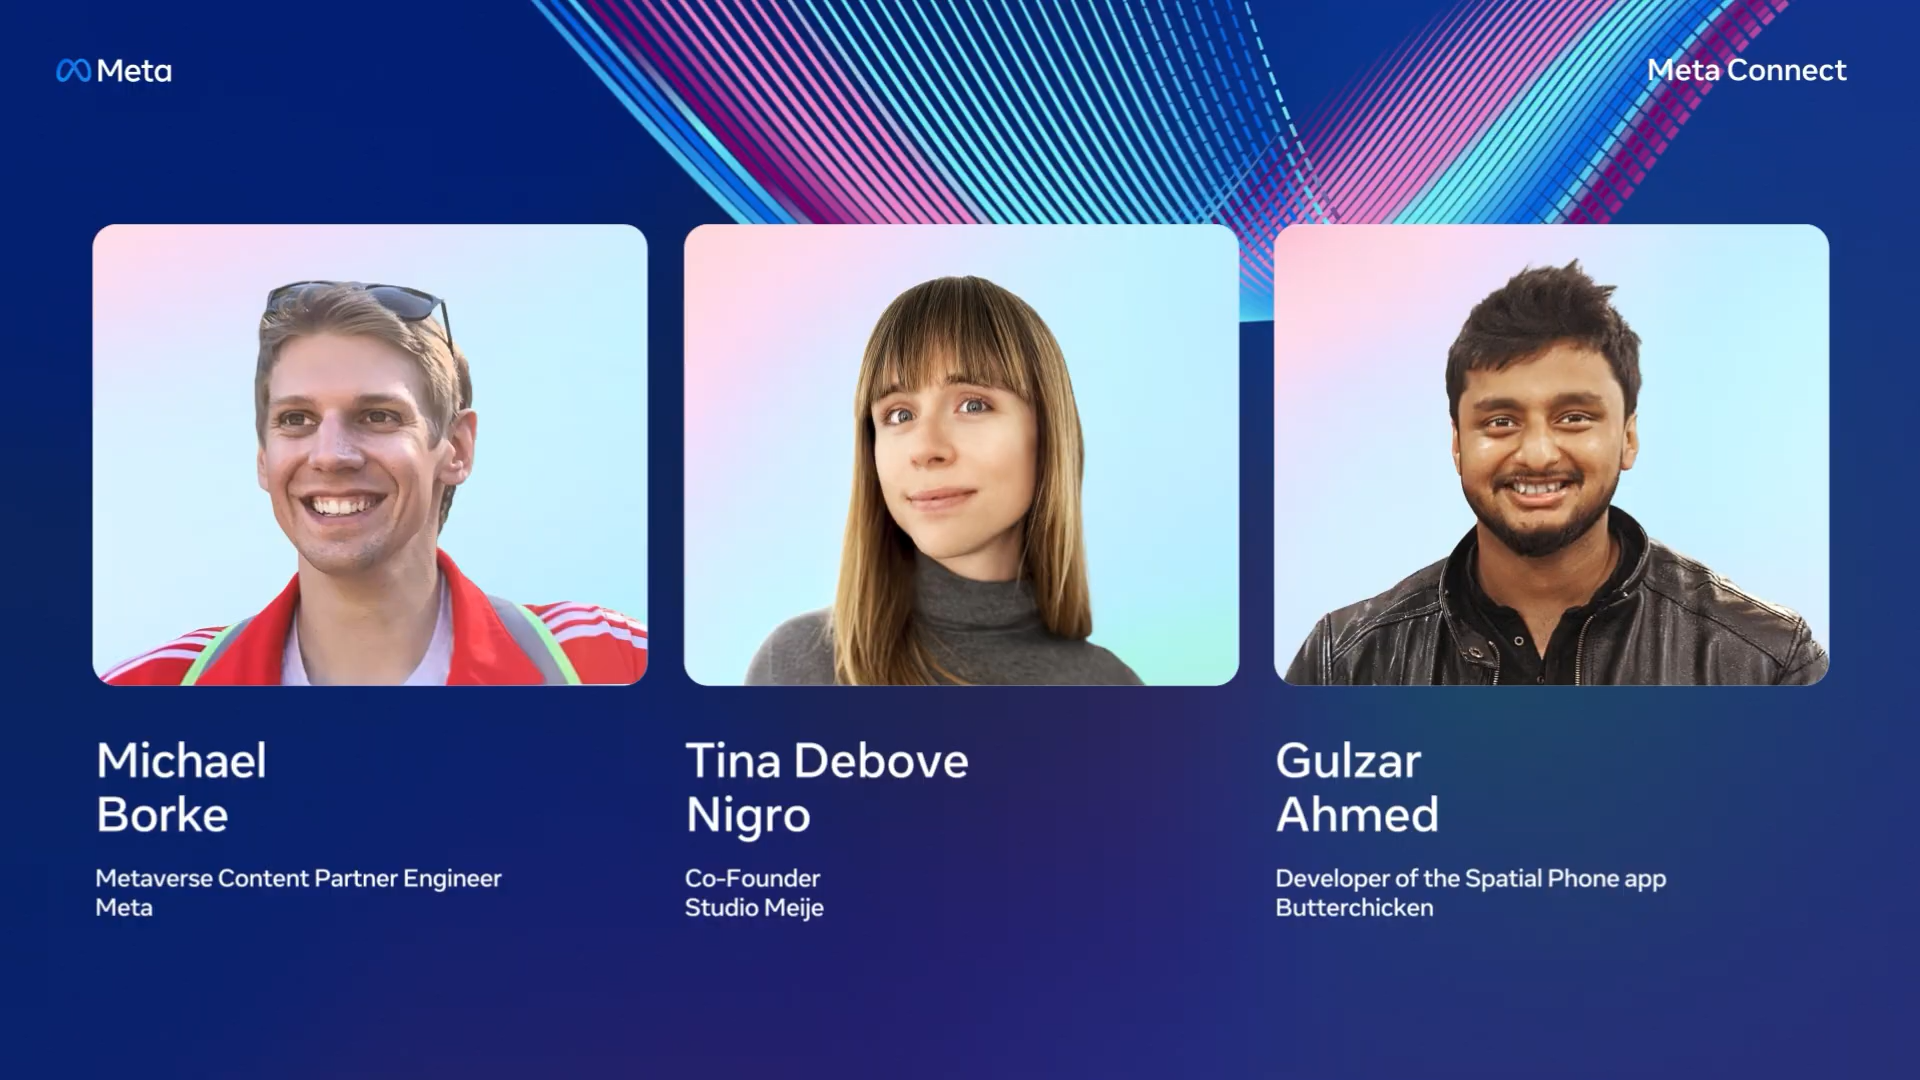 Meta
Meta Connect
Michael
Borke
Metaverse Content Partner Engineer
Meta
Tina Debove
Nigro
Co-Founder
Studio Meije
Gulzar
Ahmed
Developer of the Spatial Phone app
Butterchicken